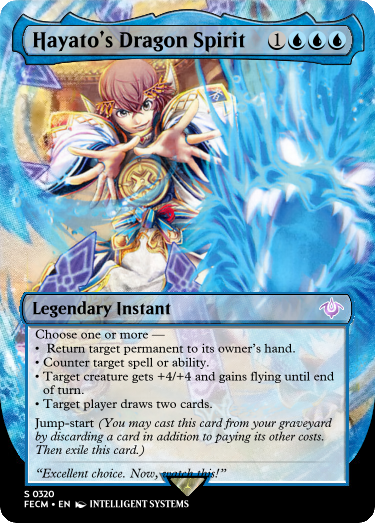 Hayato's Dragon Spirit 1
Legendary Instant
Choose one or more —
• Return target permanent to its owner's hand.
• Counter target spell or ability.
• Target creature gets +4/+4 and gains flying until end
of turn.
• Target player draws two cards.
Jump-start (You may cast this card from your graveyard
by discarding a card in addition to paying its other costs.
Then exile this card.)
"Excellent choice. Now, watch this!"
S 0320
FECM • EN INTELLIGENT SYSTEMS